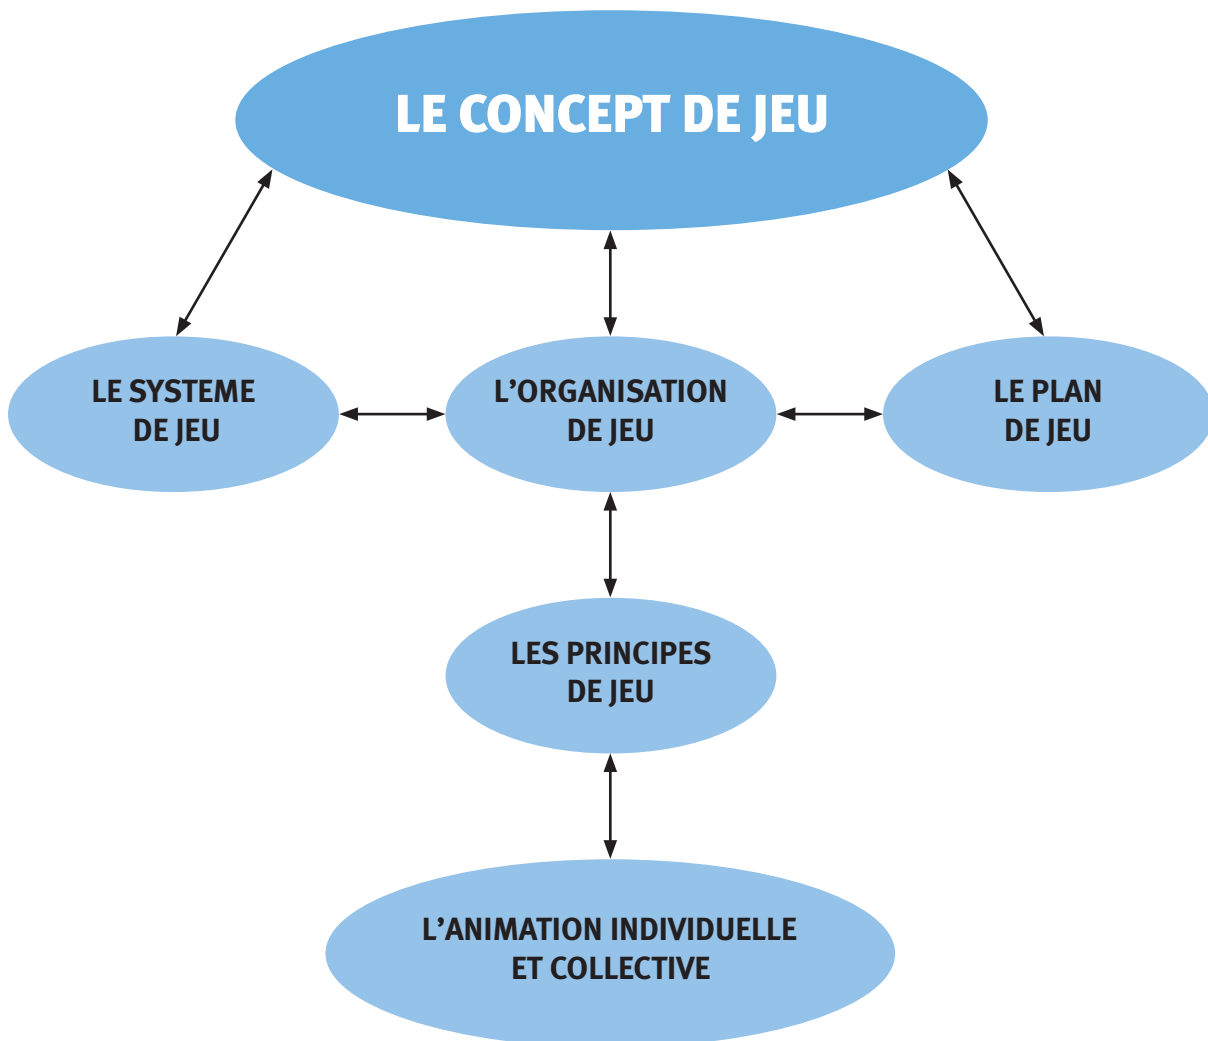 LE CONCEPT DE JEU
LE SYSTEME
DE JEU
L’ORGANISATION
DE JEU
LE PLAN
DE JEU
LES PRINCIPES
DE JEU
L’ANIMATION INDIVIDUELLE
ET COLLECTIVE